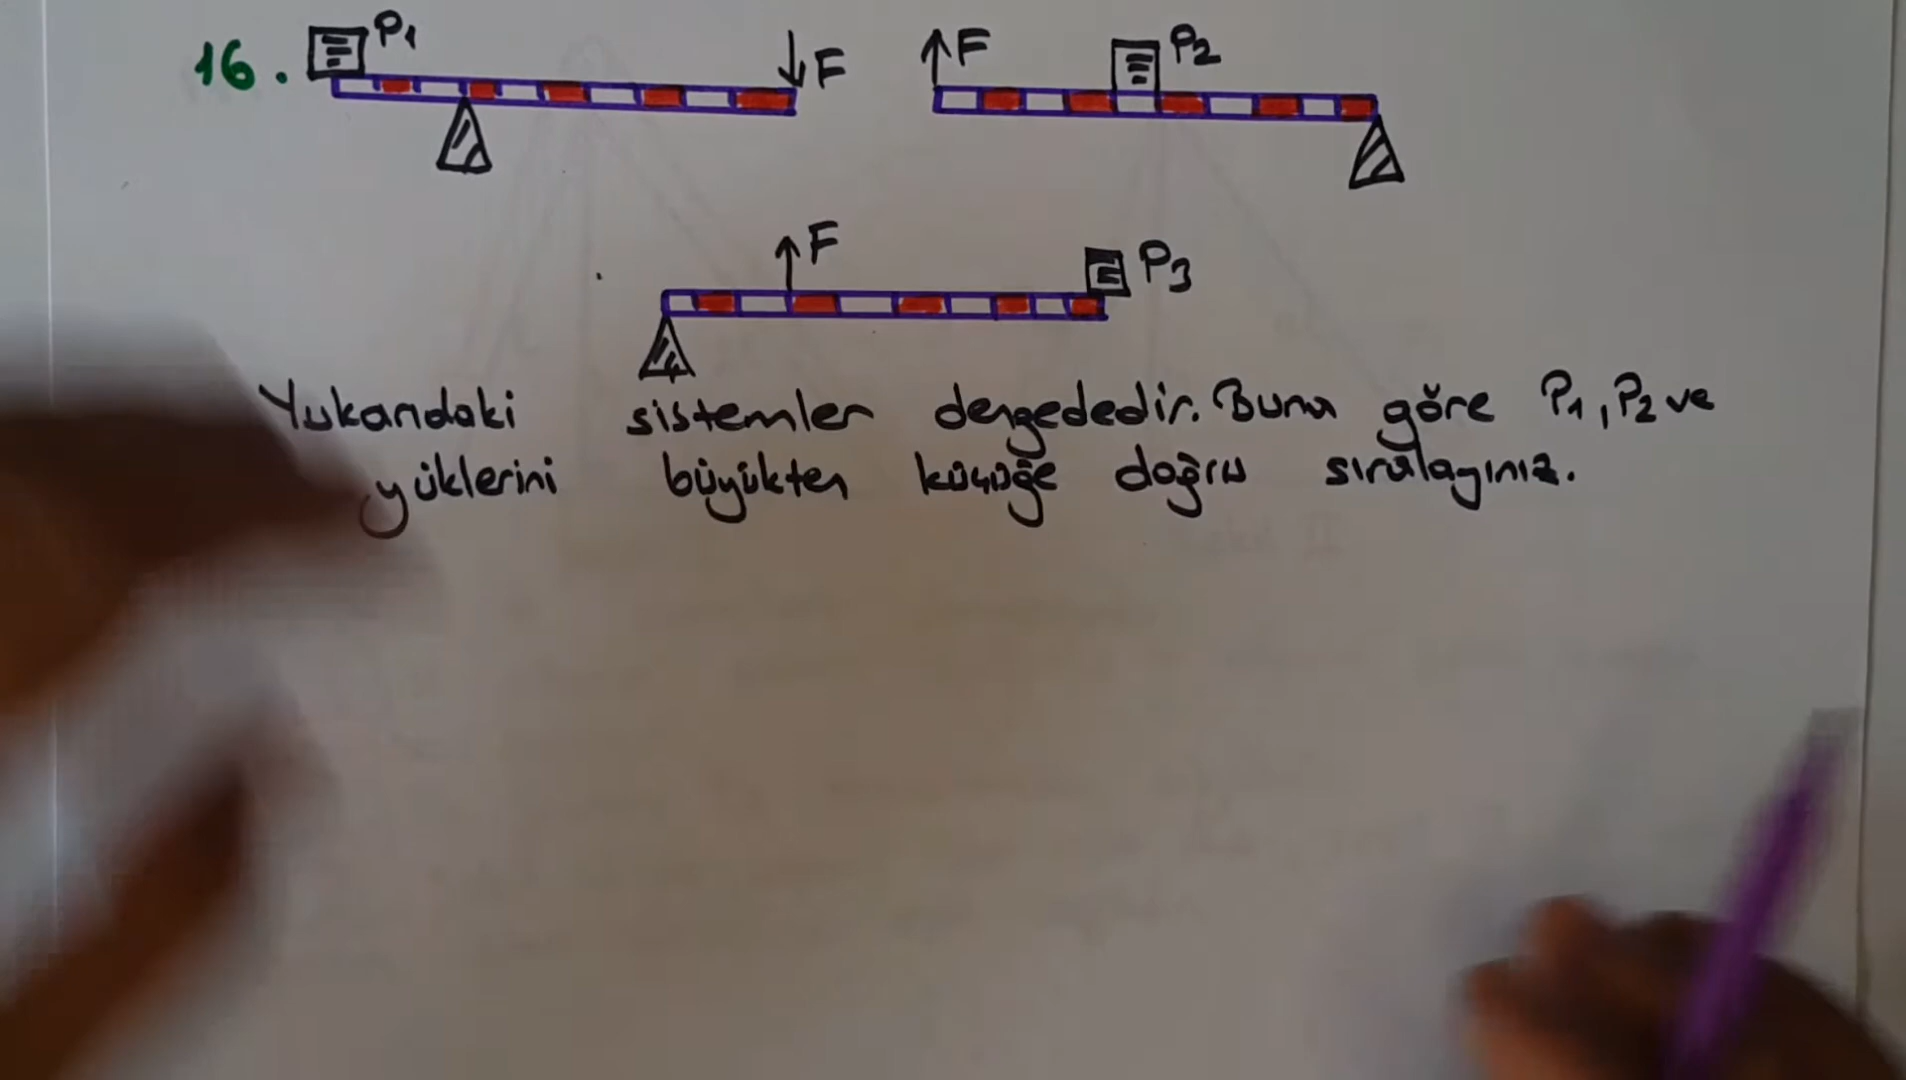 16. P1 F F P2
F P3
Yukarıdaki sistemler dengededir. Buna göre P1, P2 ve
yüklerini büyükten küçüğe doğru sıralayınız.